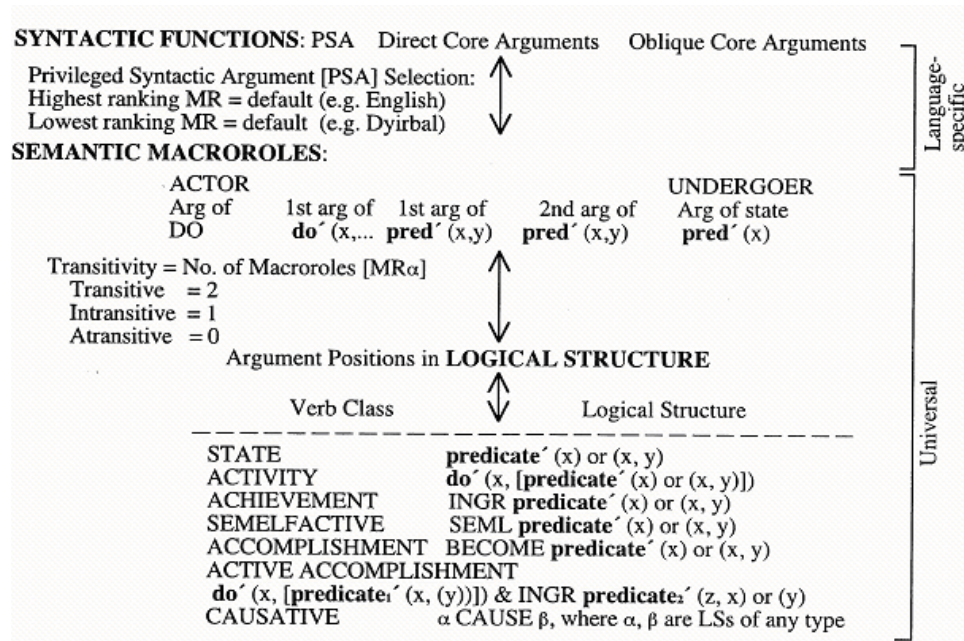 SYNTACTIC FUNCTIONS: PSA Direct Core Arguments Oblique Core Arguments
Privileged Syntactic Argument [PSA] Selection:
Highest ranking MR = default (e.g. English)
Lowest ranking MR = default (e.g. Dyirbal)
Language-
specific
SEMANTIC MACROROLES:
ACTOR UNDERGOER
Arg of 1st arg of 1st arg of 2nd arg of Arg of state
DO do´ (x,... pred´ (x,y) pred´ (x,y) pred´ (x)
Transitivity = No. of Macroroles [MRα]
Transitive = 2
Intransitive = 1
Atransitive = 0
Argument Positions in LOGICAL STRUCTURE
Verb Class Logical Structure
STATE predicate´ (x) or (x, y)
ACTIVITY do´ (x, [predicate´ (x) or (x, y)])
ACHIEVEMENT INGR predicate´ (x) or (x, y)
SEMELFACTIVE SEML predicate´ (x) or (x, y)
ACCOMPLISHMENT BECOME predicate´ (x) or (x, y)
ACTIVE ACCOMPLISHMENT
do´ (x, [predicate₁´ (x, (y))]) & INGR predicate₂´ (z, x) or (y)
CAUSATIVE α CAUSE β, where α, β are LSs of any type
Universal